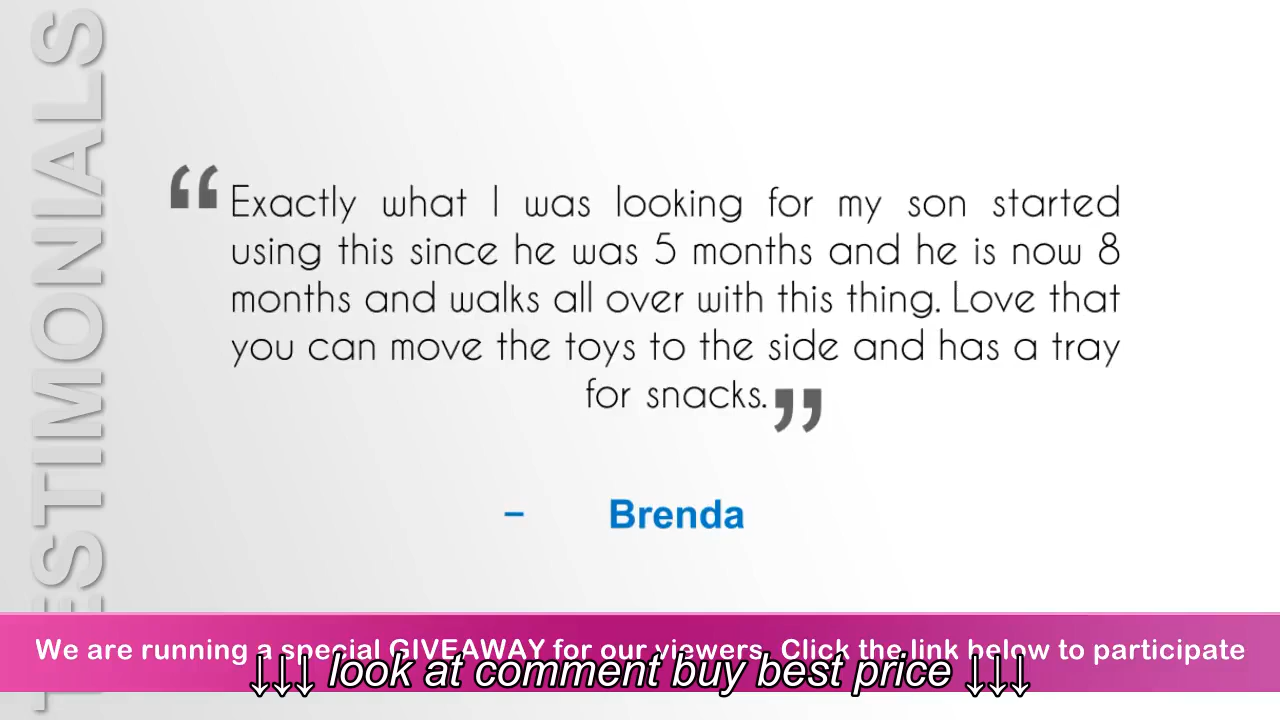 TESTIMONIALS
“Exactly what I was looking for my son started
using this since he was 5 months and he is now 8
months and walks all over with this thing. Love that
you can move the toys to the side and has a tray
for snacks.”
– Brenda
We are running a special GIVEAWAY for our viewers. Click the link below to participate
↓↓↓ look at comment buy best price ↓↓↓